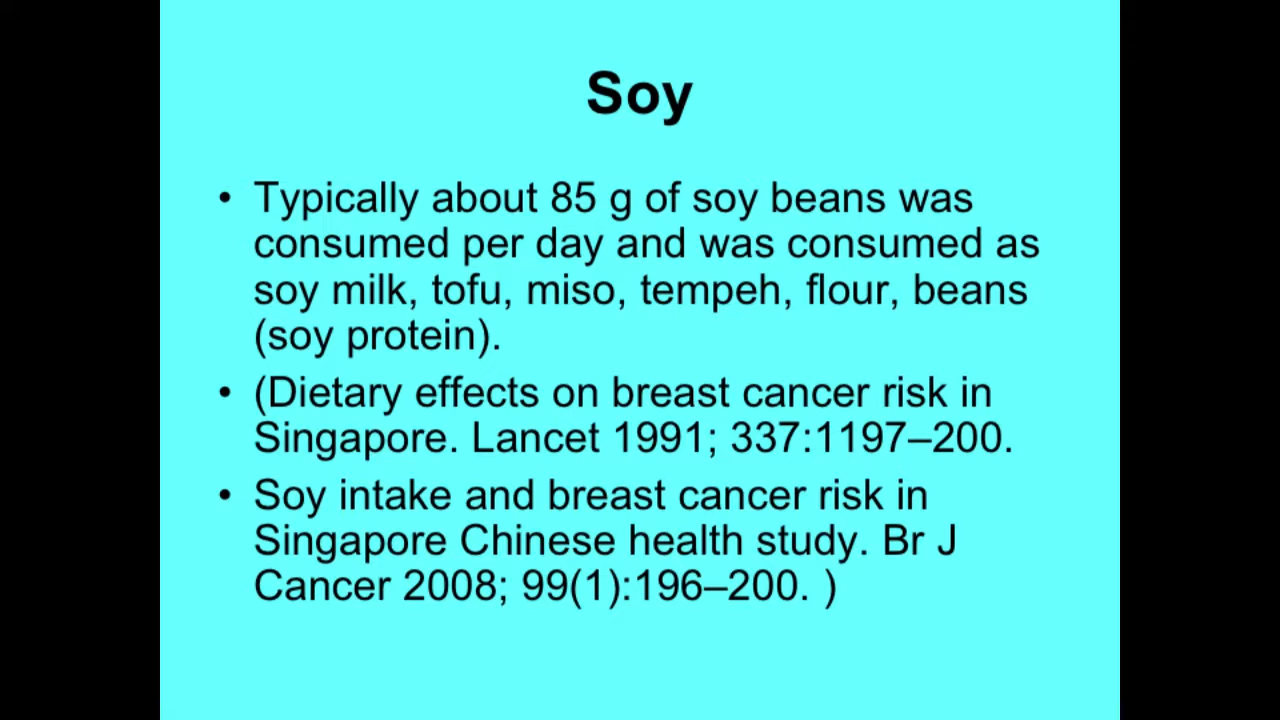 Soy
• Typically about 85 g of soy beans was
consumed per day and was consumed as
soy milk, tofu, miso, tempeh, flour, beans
(soy protein).
• (Dietary effects on breast cancer risk in
Singapore. Lancet 1991; 337:1197–200.
• Soy intake and breast cancer risk in
Singapore Chinese health study. Br J
Cancer 2008; 99(1):196–200. )